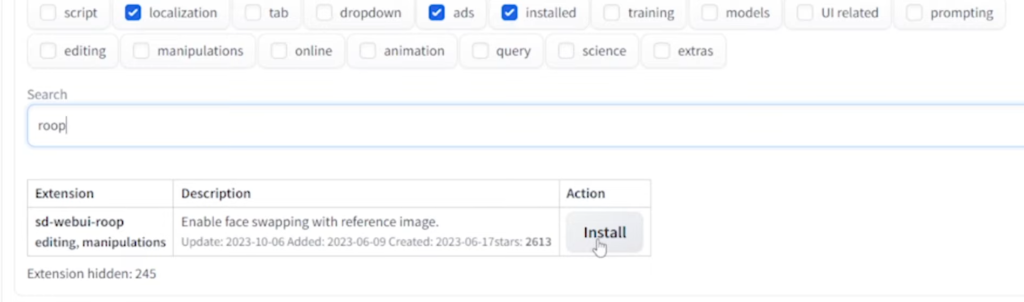 script localization tab dropdown ads installed training models UI related prompting
editing manipulations online animation query science extras
Search
roop
Extension Description Action
sd-webui-roop Enable face swapping with reference image.
editing, manipulations Update: 2023-10-06 Added: 2023-06-09 Created: 2023-06-17stars: 2613
Install
Extension hidden: 245